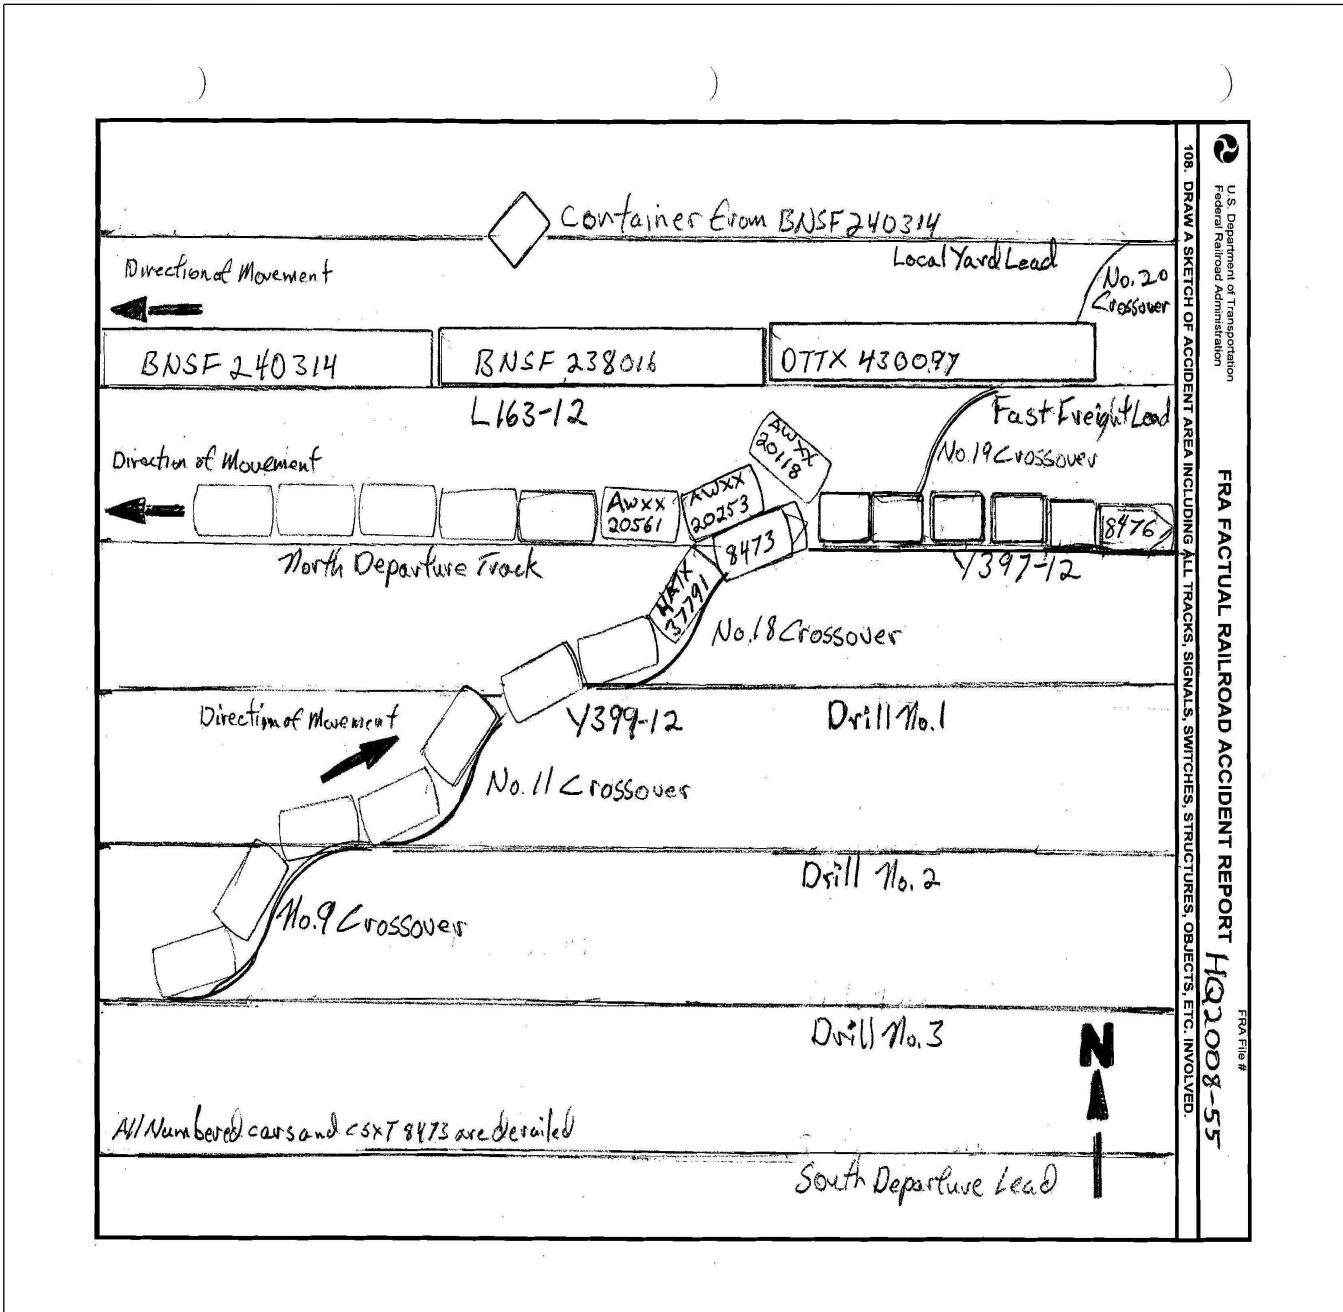 U.S. Department of Transportation
Federal Railroad Administration
FRA FACTUAL RAILROAD ACCIDENT REPORT
FRA File #
HQ2008-55
108. DRAW A SKETCH OF ACCIDENT AREA INCLUDING ALL TRACKS, SIGNALS, SWITCHES, STRUCTURES, OBJECTS, ETC. INVOLVED.
Container from BNSF 240314
Local Yard Lead
Direction of Movement
No. 20
Crossover
BNSF 240314
BNSF 238016
DTTX 430097
L163-12
Fast Freight Lead
AWXX
20118
No. 19 Crossover
Direction of Movement
AWXX
20561
AWXX
20253
8473
8476
North Departure Track
Y397-12
NATX
37791
No. 18 Crossover
Direction of Movement
Y399-12
Drill No. 1
No. 11 Crossover
Drill No. 2
No. 9 Crossover
Drill No. 3
N
All Numbered cars and CSXT 8473 are derailed
South Departure Lead